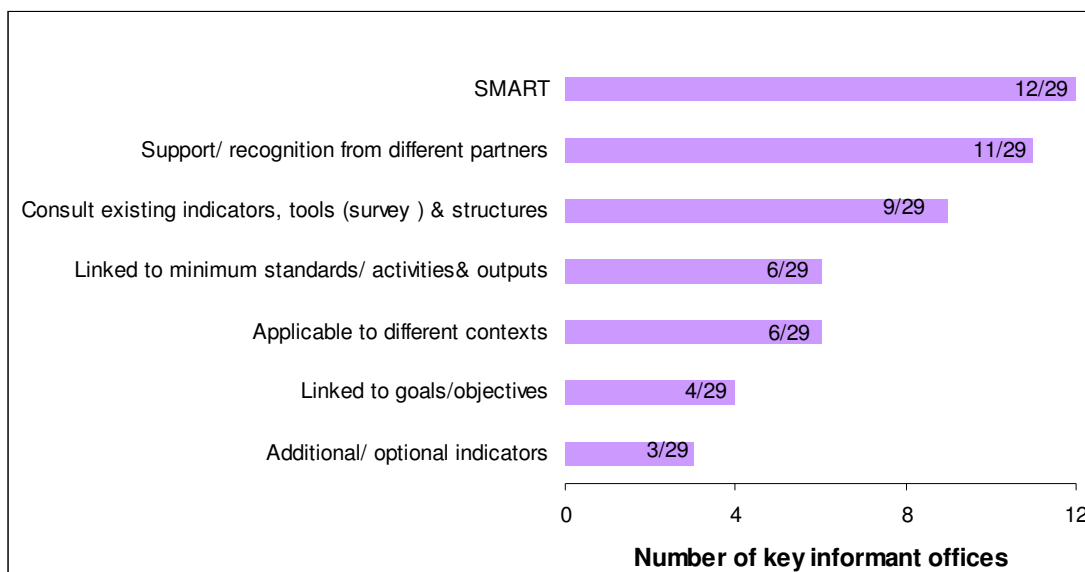 SMART 12/29
Support/ recognition from different partners 11/29
Consult existing indicators, tools (survey ) & structures 9/29
Linked to minimum standards/ activities& outputs 6/29
Applicable to different contexts 6/29
Linked to goals/objectives 4/29
Additional/ optional indicators 3/29
0 4 8 12
Number of key informant offices